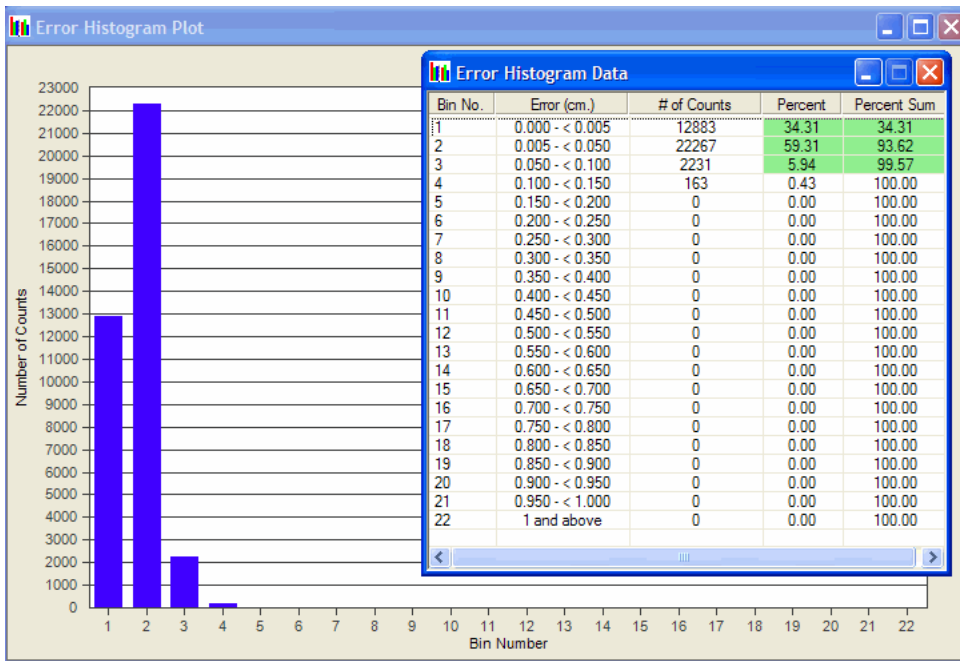 Error Histogram Plot
Error Histogram Data
Bin No. Error (cm.) # of Counts Percent Percent Sum
1 0.000 - < 0.005 12883 34.31 34.31
2 0.005 - < 0.050 22267 59.31 93.62
3 0.050 - < 0.100 2231 5.94 99.57
4 0.100 - < 0.150 163 0.43 100.00
5 0.150 - < 0.200 0 0.00 100.00
6 0.200 - < 0.250 0 0.00 100.00
7 0.250 - < 0.300 0 0.00 100.00
8 0.300 - < 0.350 0 0.00 100.00
9 0.350 - < 0.400 0 0.00 100.00
10 0.400 - < 0.450 0 0.00 100.00
11 0.450 - < 0.500 0 0.00 100.00
12 0.500 - < 0.550 0 0.00 100.00
13 0.550 - < 0.600 0 0.00 100.00
14 0.600 - < 0.650 0 0.00 100.00
15 0.650 - < 0.700 0 0.00 100.00
16 0.700 - < 0.750 0 0.00 100.00
17 0.750 - < 0.800 0 0.00 100.00
18 0.800 - < 0.850 0 0.00 100.00
19 0.850 - < 0.900 0 0.00 100.00
20 0.900 - < 0.950 0 0.00 100.00
21 0.950 - < 1.000 0 0.00 100.00
22 1 and above 0 0.00 100.00
Number of Counts
23000
22000
21000
20000
19000
18000
17000
16000
15000
14000
13000
12000
11000
10000
9000
8000
7000
6000
5000
4000
3000
2000
1000
0
1 2 3 4 5 6 7 8 9 10 11 12 13 14 15 16 17 18 19 20 21 22
Bin Number